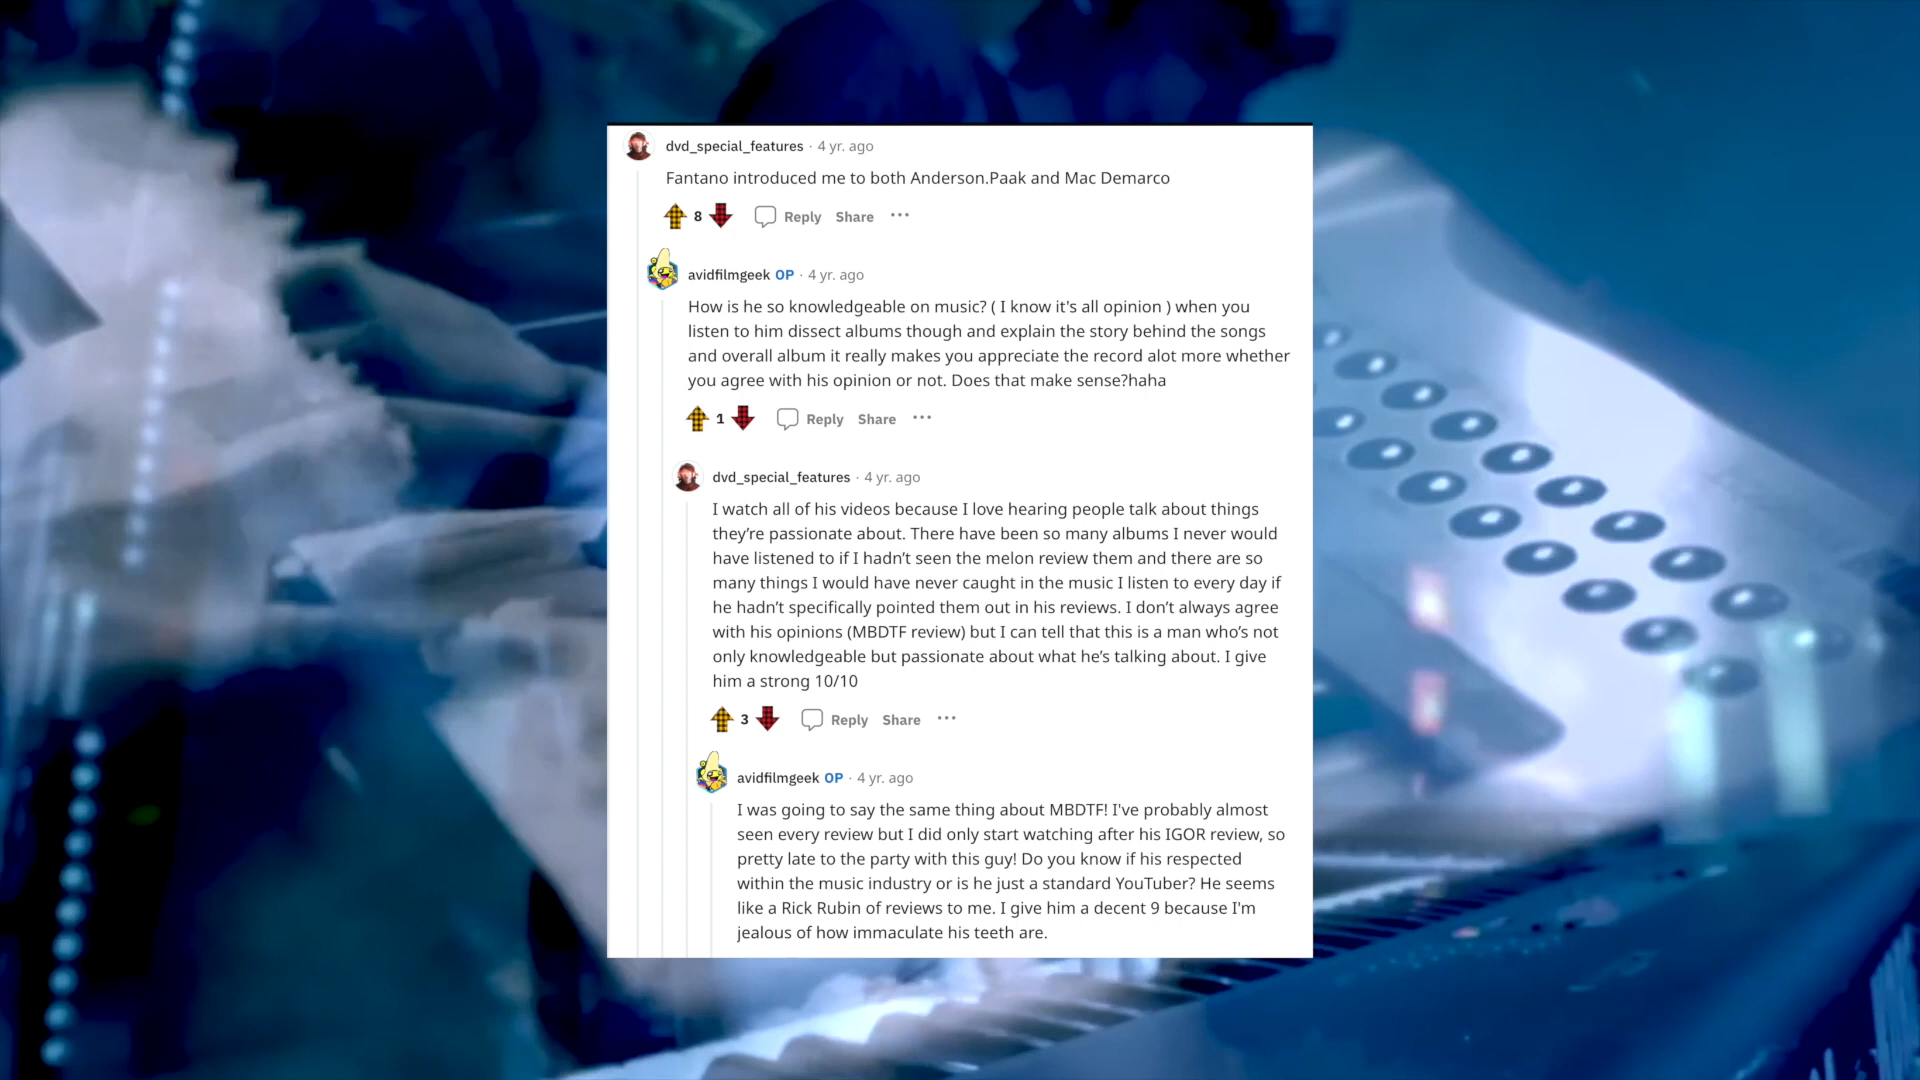 dvd_special_features · 4 yr. ago
Fantano introduced me to both Anderson.Paak and Mac Demarco
8 Reply Share ···
avidfilmgeek OP · 4 yr. ago
How is he so knowledgeable on music? ( I know it's all opinion ) when you
listen to him dissect albums though and explain the story behind the songs
and overall album it really makes you appreciate the record alot more whether
you agree with his opinion or not. Does that make sense?haha
1 Reply Share ···
dvd_special_features · 4 yr. ago
I watch all of his videos because I love hearing people talk about things
they’re passionate about. There have been so many albums I never would
have listened to if I hadn’t seen the melon review them and there are so
many things I would have never caught in the music I listen to every day if
he hadn’t specifically pointed them out in his reviews. I don’t always agree
with his opinions (MBDTF review) but I can tell that this is a man who’s not
only knowledgeable but passionate about what he’s talking about. I give
him a strong 10/10
3 Reply Share ···
avidfilmgeek OP · 4 yr. ago
I was going to say the same thing about MBDTF! I've probably almost
seen every review but I did only start watching after his IGOR review, so
pretty late to the party with this guy! Do you know if his respected
within the music industry or is he just a standard YouTuber? He seems
like a Rick Rubin of reviews to me. I give him a decent 9 because I'm
jealous of how immaculate his teeth are.